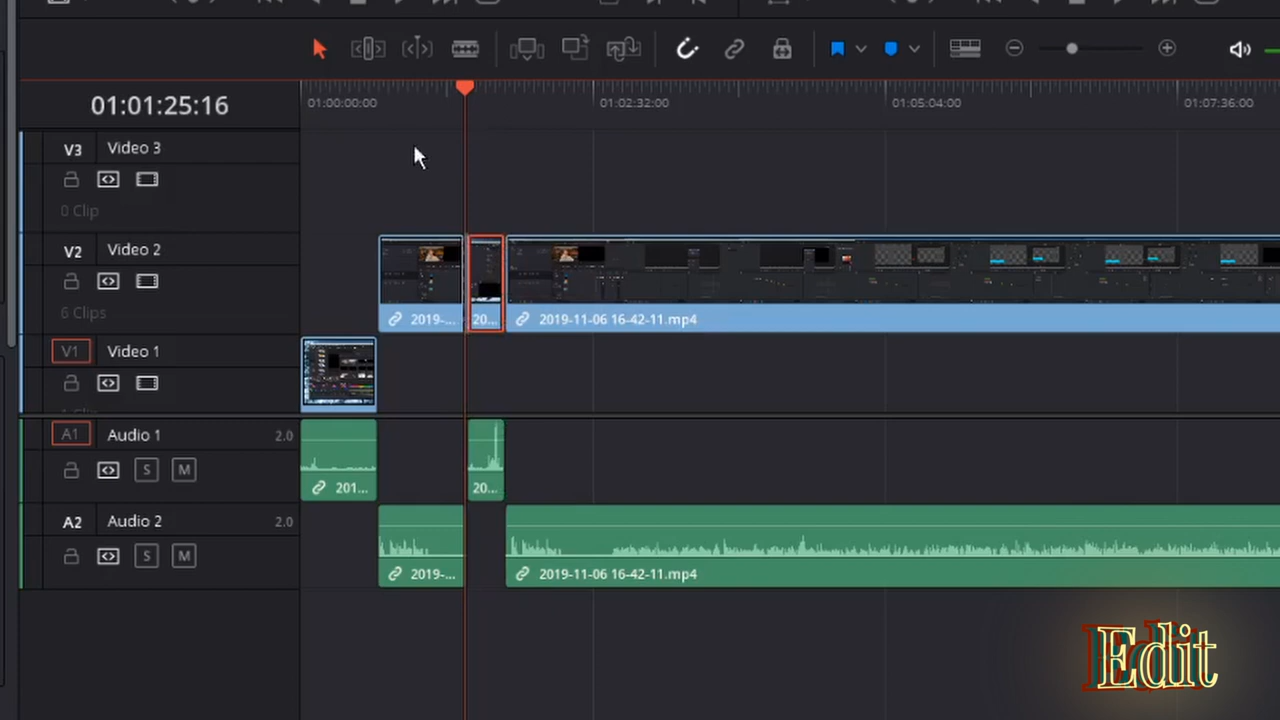 01:01:25:16
01:00:00:00
01:02:32:00
01:05:04:00
01:07:36:00
V3 Video 3
0 Clip
V2 Video 2
6 Clips
2019-...
20...
2019-11-06 16-42-11.mp4
V1 Video 1
A1 Audio 1 2.0
S M
201...
20...
A2 Audio 2 2.0
S M
2019-...
2019-11-06 16-42-11.mp4
Edit